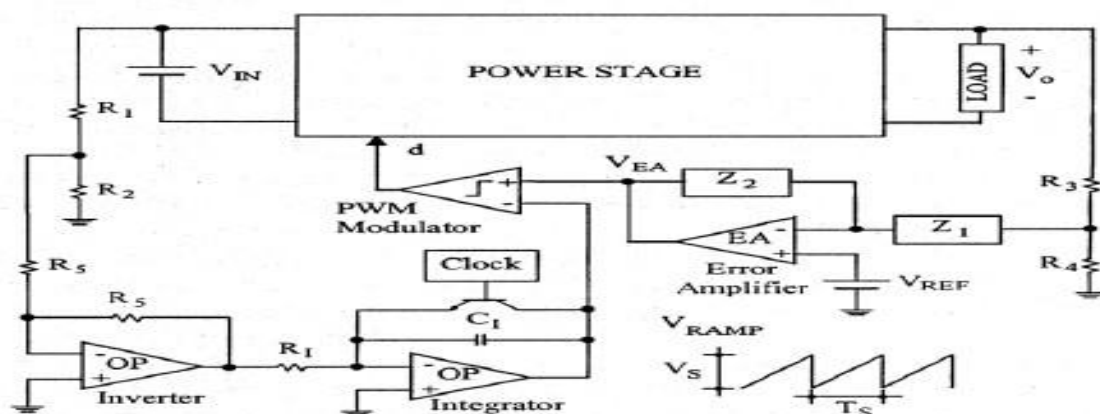 POWER STAGE
V_IN
R_1
R_2
LOAD
+
V_o
-
d
V_EA
Z_2
R_3
+
-
PWM
Modulator
EA
-
+
Z_1
R_4
Error
Amplifier
V_REF
Clock
R_5
R_5
C_I
V_RAMP
R_I
V_S
-
OP
+
-
OP
+
Inverter
Integrator
T_S